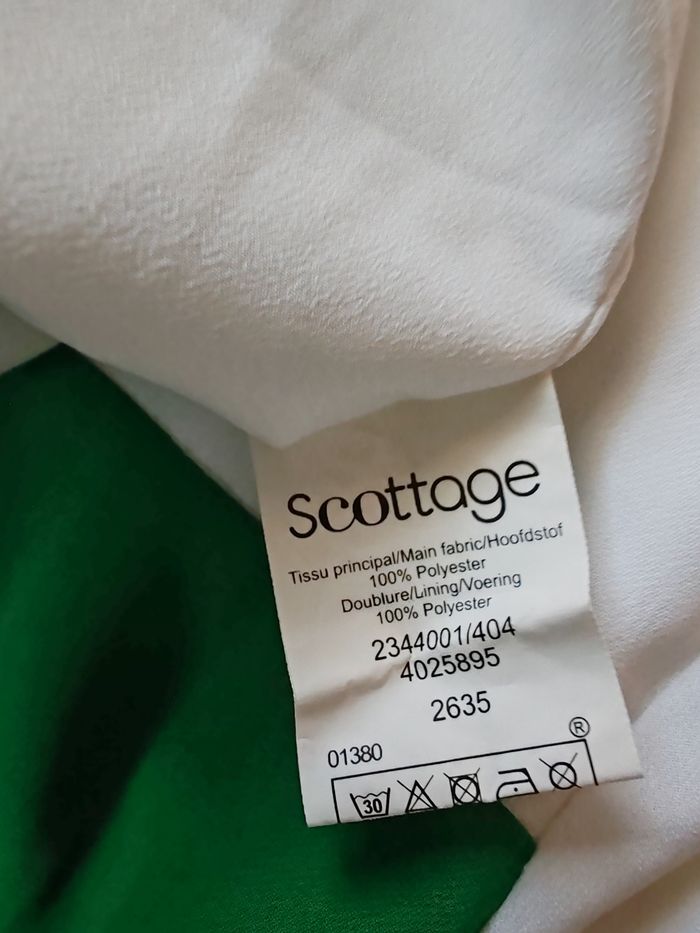 Scottage
Tissu principal/Main fabric/Hoofdstof
100% Polyester
Doublure/Lining/Voering
100% Polyester
2344001/404
4025895
2635
01380
®
30